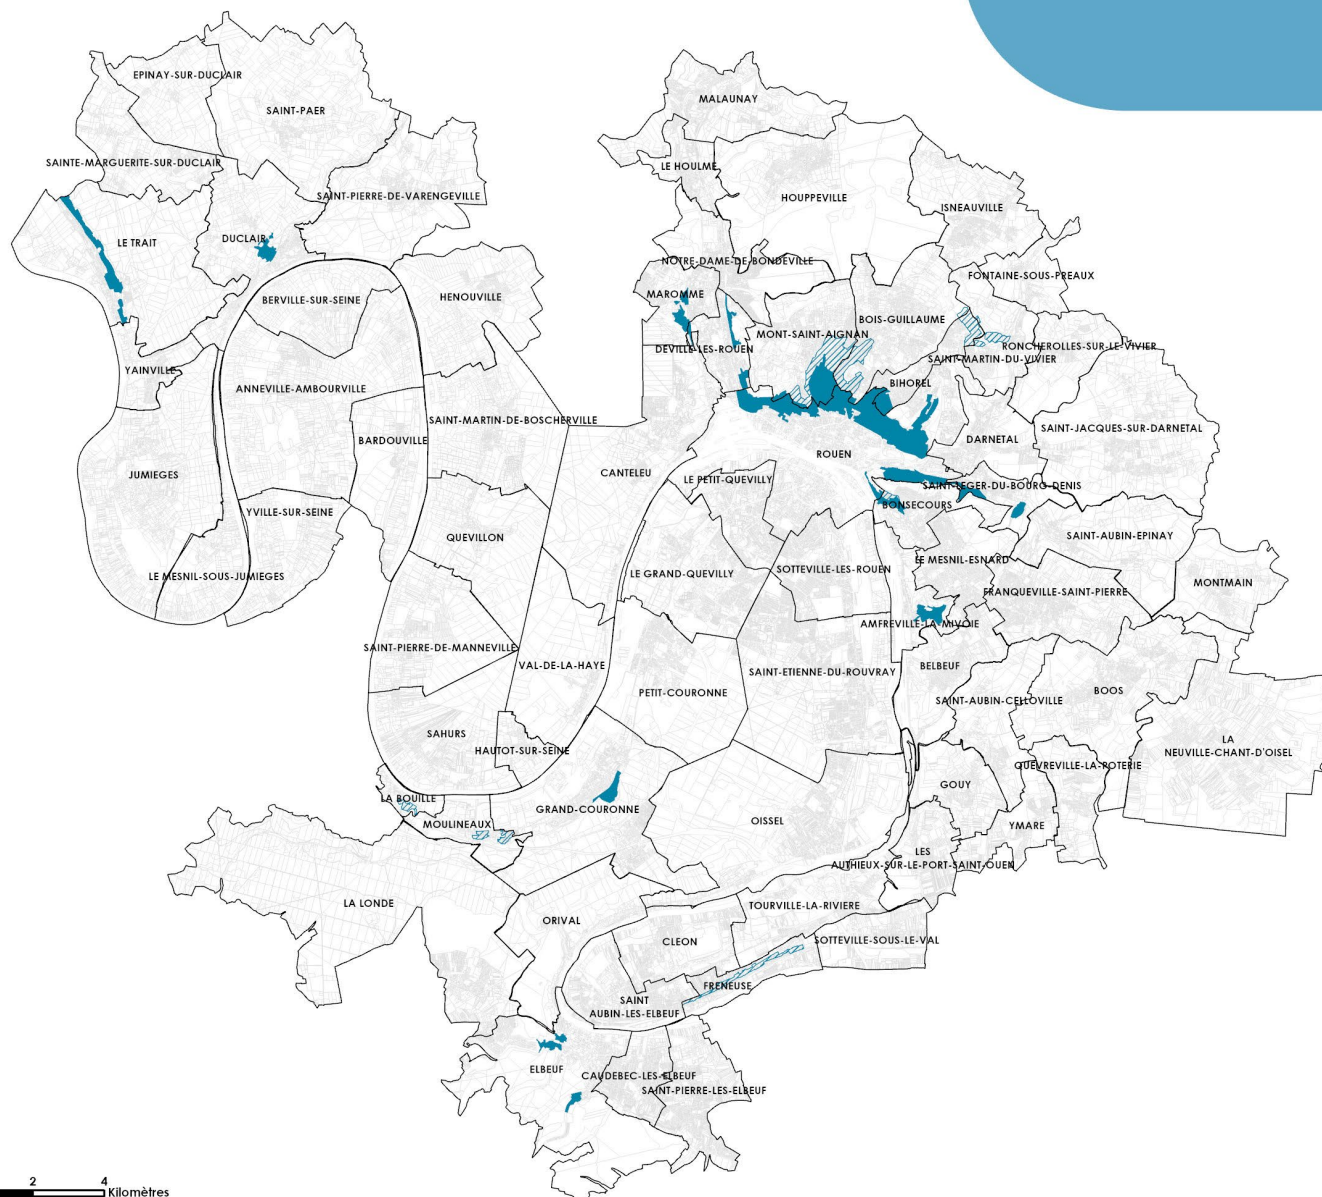 EPINAY-SUR-DUCLAIR
SAINT-PAER
MALAUNAY
SAINTE-MARGUERITE-SUR-DUCLAIR
LE HOULME
SAINT-PIERRE-DE-VARENGEVILLE
HOUPPEVILLE
ISNEAUVILLE
LE TRAIT
DUCLAIR
NOTRE-DAME-DE-BONDEVILLE
FONTAINE-SOUS-PREAUX
BERVILLE-SUR-SEINE
HENOUVILLE
MAROMME
BOIS-GUILLAUME
MONT-SAINT-AIGNAN
DEVILLE-LES-ROUEN
RONCHEROLLES-SUR-LE-VIVIER
SAINT-MARTIN-DU-VIVIER
YAINVILLE
ANNEVILLE-AMBOURVILLE
BIHOREL
SAINT-MARTIN-DE-BOSCHERVILLE
SAINT-JACQUES-SUR-DARNETAL
BARDOUVILLE
DARNETAL
ROUEN
JUMIEGES
CANTELEU
LE PETIT-QUEVILLY
SAINT-LEGER-DU-BOURG-DENIS
BONSECOURS
YVILLE-SUR-SEINE
QUEVILLON
SAINT-AUBIN-EPINAY
LE MESNIL-ESNARD
LE MESNIL-SOUS-JUMIEGES
LE GRAND-QUEVILLY
SOTTEVILLE-LES-ROUEN
MONTMAIN
FRANQUEVILLE-SAINT-PIERRE
AMFREVILLE-LA-MIVOIE
SAINT-PIERRE-DE-MANNEVILLE
VAL-DE-LA-HAYE
SAINT-ETIENNE-DU-ROUVRAY
BELBEUF
PETIT-COURONNE
BOOS
SAINT-AUBIN-CELLOVILLE
SAHURS
HAUTOT-SUR-SEINE
LA
NEUVILLE-CHANT-D'OISEL
QUEVREVILLE-LA-POTERIE
GOUY
LA BOUILLE
GRAND-COURONNE
MOULINEAUX
OISSEL
YMARE
LES
AUTHIEUX-SUR-LE-PORT-SAINT-OUEN
LA LONDE
ORIVAL
TOURVILLE-LA-RIVIERE
CLEON
SOTTEVILLE-SOUS-LE-VAL
FRENEUSE
SAINT
AUBIN-LES-ELBEUF
ELBEUF
CAUDEBEC-LES-ELBEUF
SAINT-PIERRE-LES-ELBEUF
2 4
Kilomètres